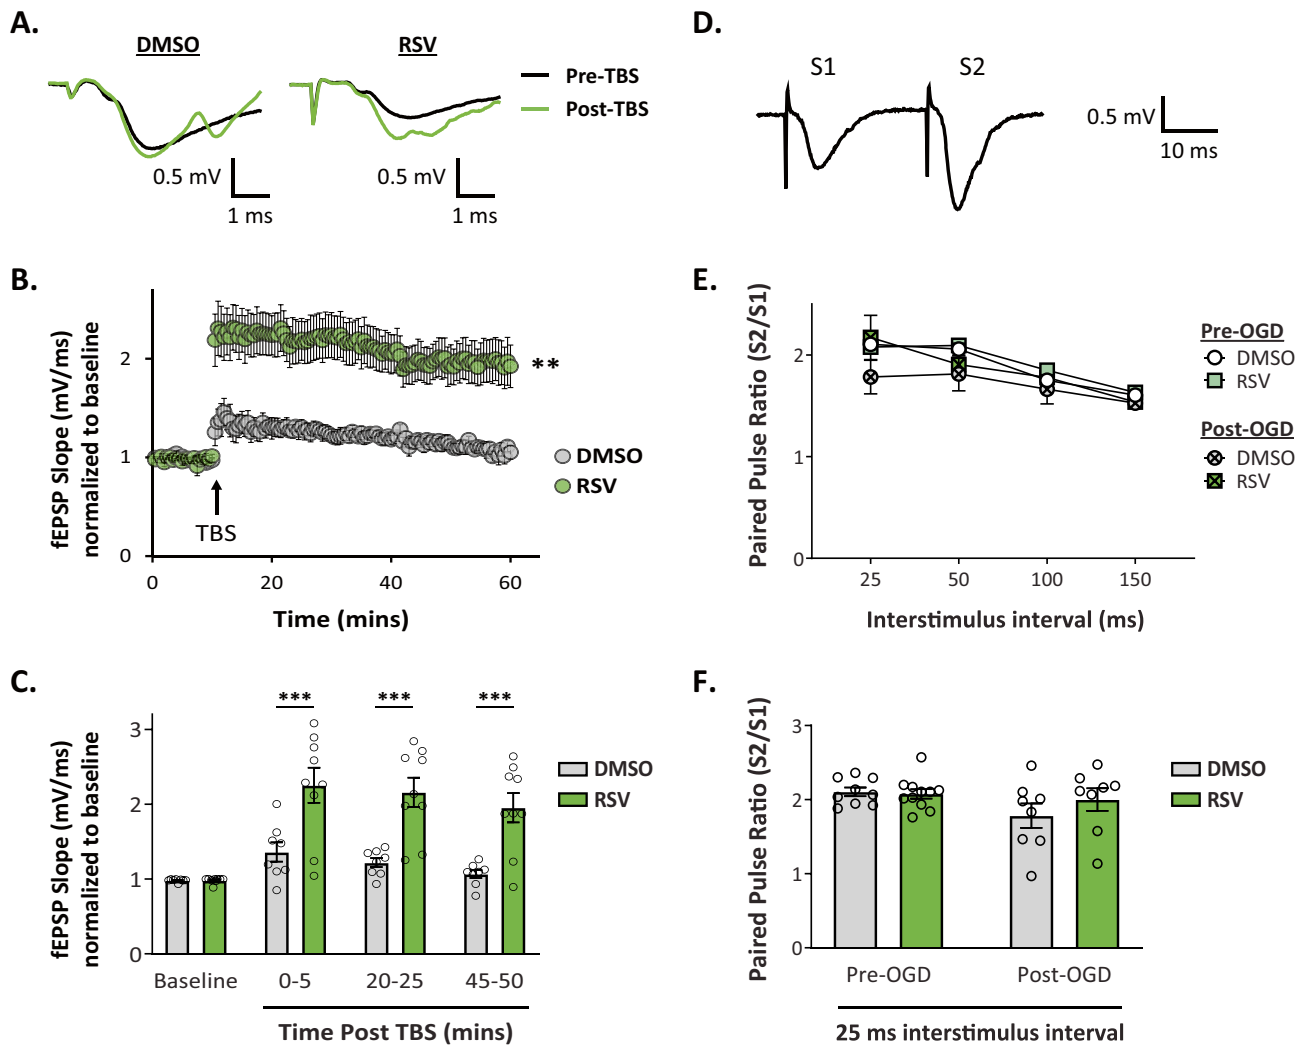 A.
DMSO
RSV
Pre-TBS
Post-TBS
0.5 mV
1 ms
0.5 mV
1 ms
B.
fEPSP Slope (mV/ms)
normalized to baseline
2
1
0
TBS
**
DMSO
RSV
0
20
40
60
Time (mins)
C.
fEPSP Slope (mV/ms)
normalized to baseline
3
2
1
0
***
***
***
DMSO
RSV
Baseline
0-5
20-25
45-50
Time Post TBS (mins)
D.
S1
S2
0.5 mV
10 ms
E.
Paired Pulse Ratio (S2/S1)
2
1
0
25
50
100
150
Interstimulus interval (ms)
Pre-OGD
DMSO
RSV
Post-OGD
DMSO
RSV
F.
Paired Pulse Ratio (S2/S1)
3
2
1
0
DMSO
RSV
Pre-OGD
Post-OGD
25 ms interstimulus interval